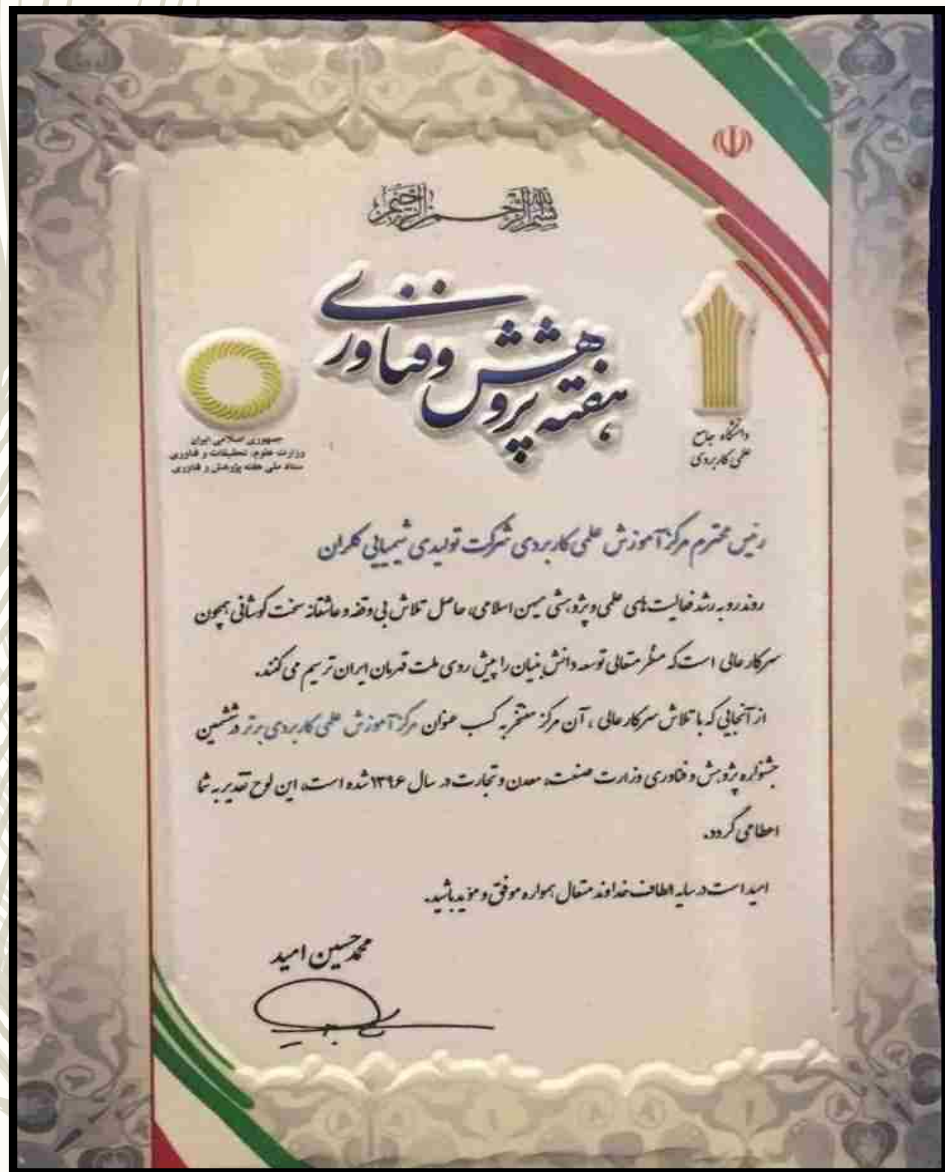 بسم الله الرحمن الرحیم
هفته پژوهش و فناوری
دانشگاه جامع
علمی کاربردی
جمهوری اسلامی ایران
وزارت علوم، تحقیقات و فناوری
ستاد ملی هفته پژوهش و فناوری
رئیس محترم مرکز آموزش علمی کاربردی شرکت تولیدی شیمیایی کلران
روند رو به رشد فعالیت های علمی و پژوهشی میهن اسلامی، حاصل تلاش بی وقفه و عاشقانه سخت کوشانی همچون
سرکار عالی است که منظر متعالی توسعه دانش بنیان را پیش روی ملت قهرمان ایران ترسیم می کنند.
از آنجایی که با تلاش سرکار عالی ، آن مرکز مفتخر به کسب عنوان مرکز آموزش علمی کاربردی برتر در ششمین
جشنواره پژوهش و فناوری وزارت صنعت، معدن و تجارت در سال ۱۳۹۶ شده است، این لوح تقدیر به شما
اعطا می گردد.
امید است در سایه الطاف خداوند متعال همواره موفق و موید باشید.
محمد حسین امید